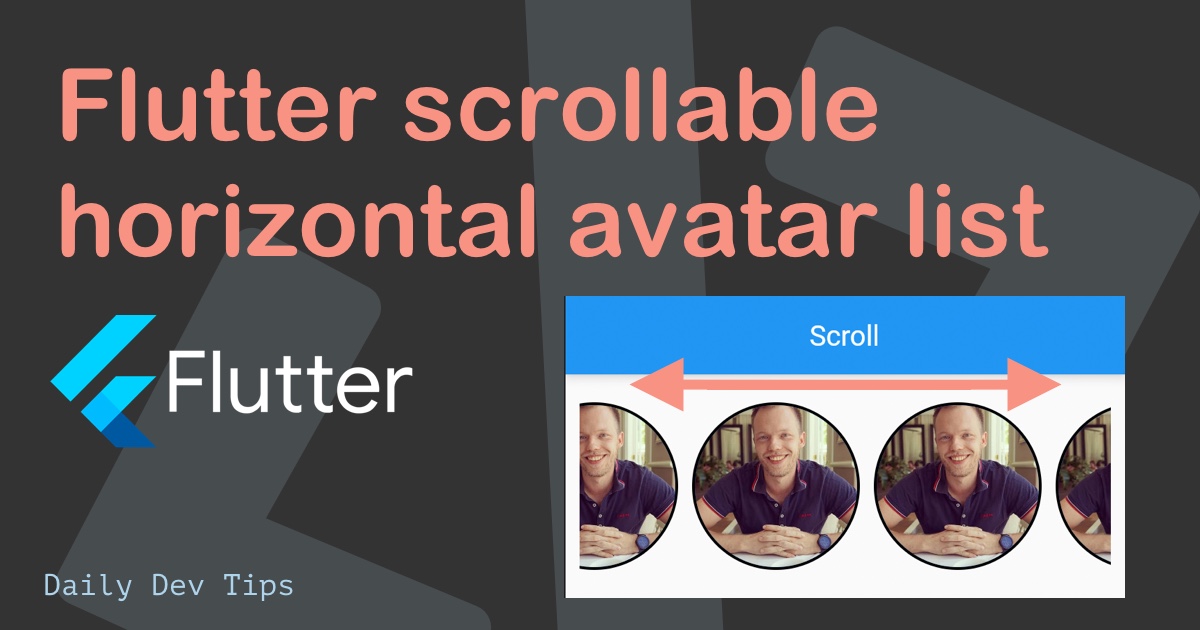 Flutter scrollable
horizontal avatar list
Flutter
Scroll
Daily Dev Tips